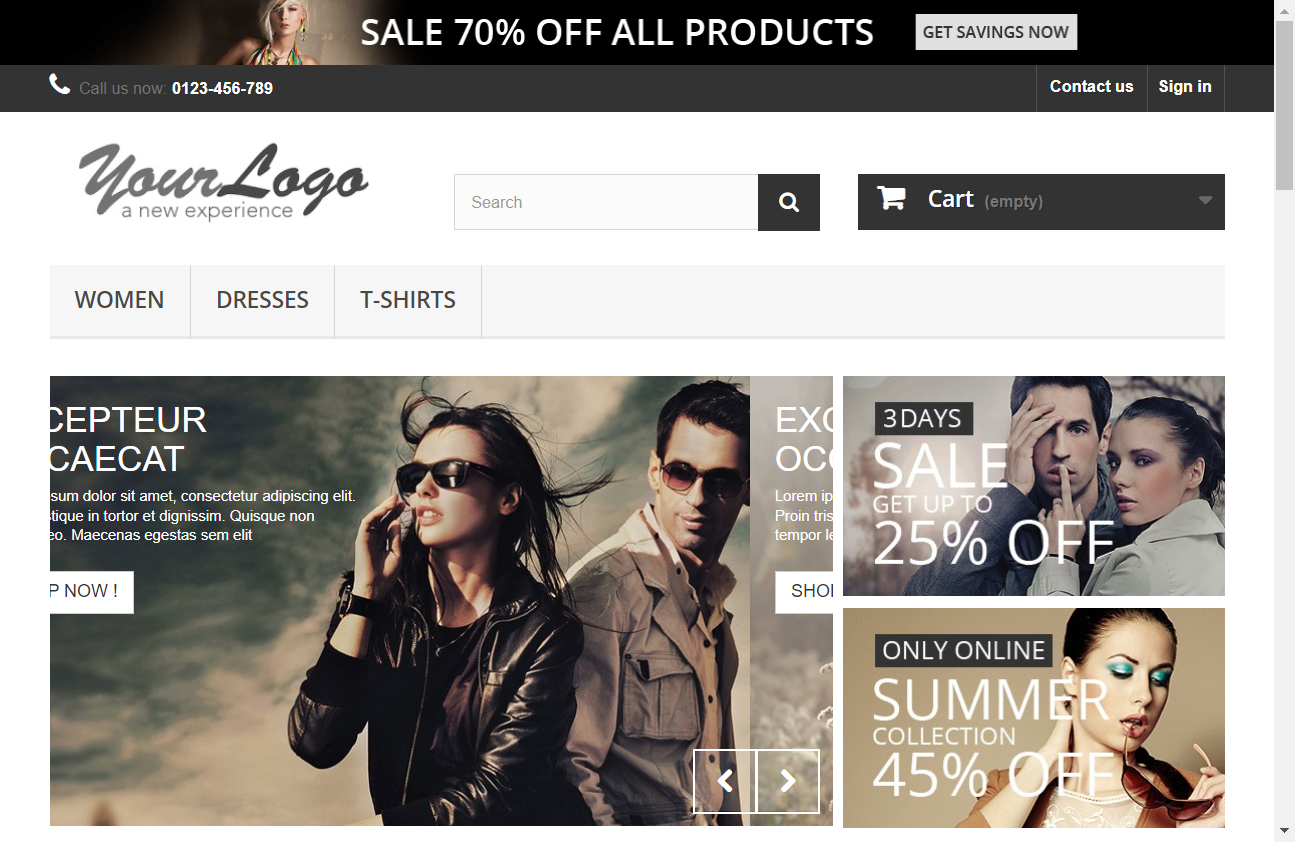 SALE 70% OFF ALL PRODUCTS
GET SAVINGS NOW
Call us now: 0123-456-789
Contact us
Sign in
YourLogo
a new experience
Search
Cart (empty)
WOMEN
DRESSES
T-SHIRTS
CEPTEUR
CAECAT
sum dolor sit amet, consectetur adipiscing elit.
tique in tortor et dignissim. Quisque non
eo. Maecenas egestas sem elit
P NOW !
EXC
OCC
Lorem ip
Proin tris
tempor le
SHOP
3 DAYS
SALE
GET UP TO
25% OFF
ONLY ONLINE
SUMMER
COLLECTION
45% OFF